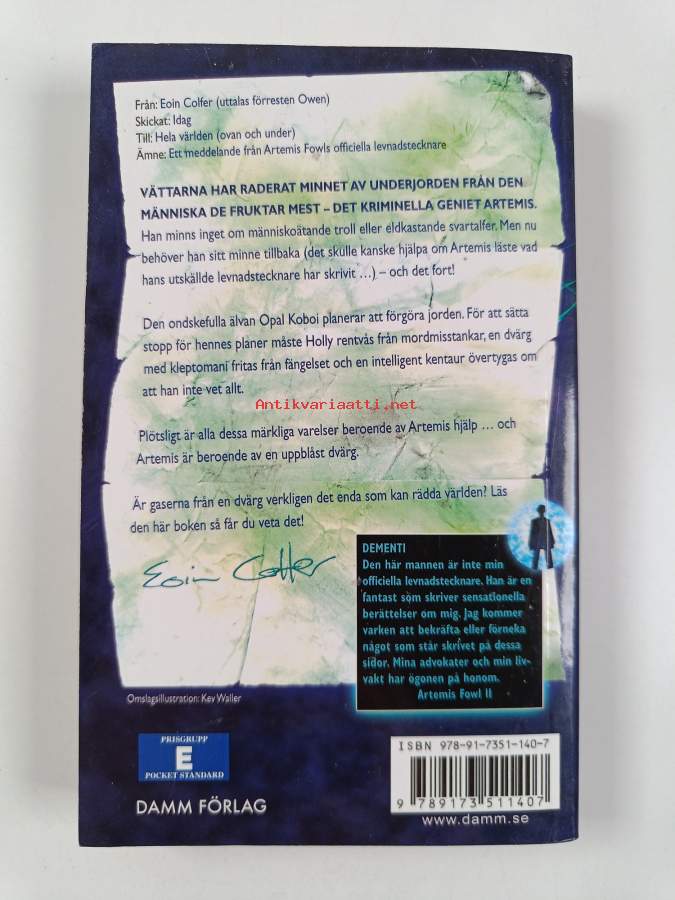 Från: Eoin Colfer (uttalas förresten Owen)
Skickat: Idag
Till: Hela världen (ovan och under)
Ämne: Ett meddelande från Artemis Fowls officiella levnadstecknare
VÄTTARNA HAR RADERAT MINNET AV UNDERJORDEN FRÅN DEN
MÄNNISKA DE FRUKTAR MEST – DET KRIMINELLA GENIET ARTEMIS.
Han minns inget om människoätande troll eller eldkastande svartalfer. Men nu
behöver han sitt minne tillbaka (det skulle kanske hjälpa om Artemis läste vad
hans utskällde levnadstecknare har skrivit ...) – och det fort!
Den ondskefulla älvan Opal Koboi planerar att förgöra jorden. För att sätta
stopp för hennes planer måste Holly rentvås från mordmisstankar, en dvärg
med kleptomani fritas från fängelset och en intelligent kentaur övertygas om
att han inte vet allt.
Antikvariaatti.net
Plötsligt är alla dessa märkliga varelser beroende av Artemis hjälp ... och
Artemis är beroende av en uppblåst dvärg.
Är gaserna från en dvärg verkligen det enda som kan rädda världen? Läs
den här boken så får du veta det!
Eoin Colfer
DEMENTI
Den här mannen är inte min
officiella levnadstecknare. Han är en
fantast som skriver sensationella
berättelser om mig. Jag kommer
varken att bekräfta eller förneka
något som står skrivet på dessa
sidor. Mina advokater och min liv-
vakt har ögonen på honom.
Artemis Fowl II
Omslagsillustration: Kev Waller
PRISGRUPP
E
POCKET STANDARD
DAMM FÖRLAG
ISBN 978-91-7351-140-7
9 789173 511407
www.damm.se